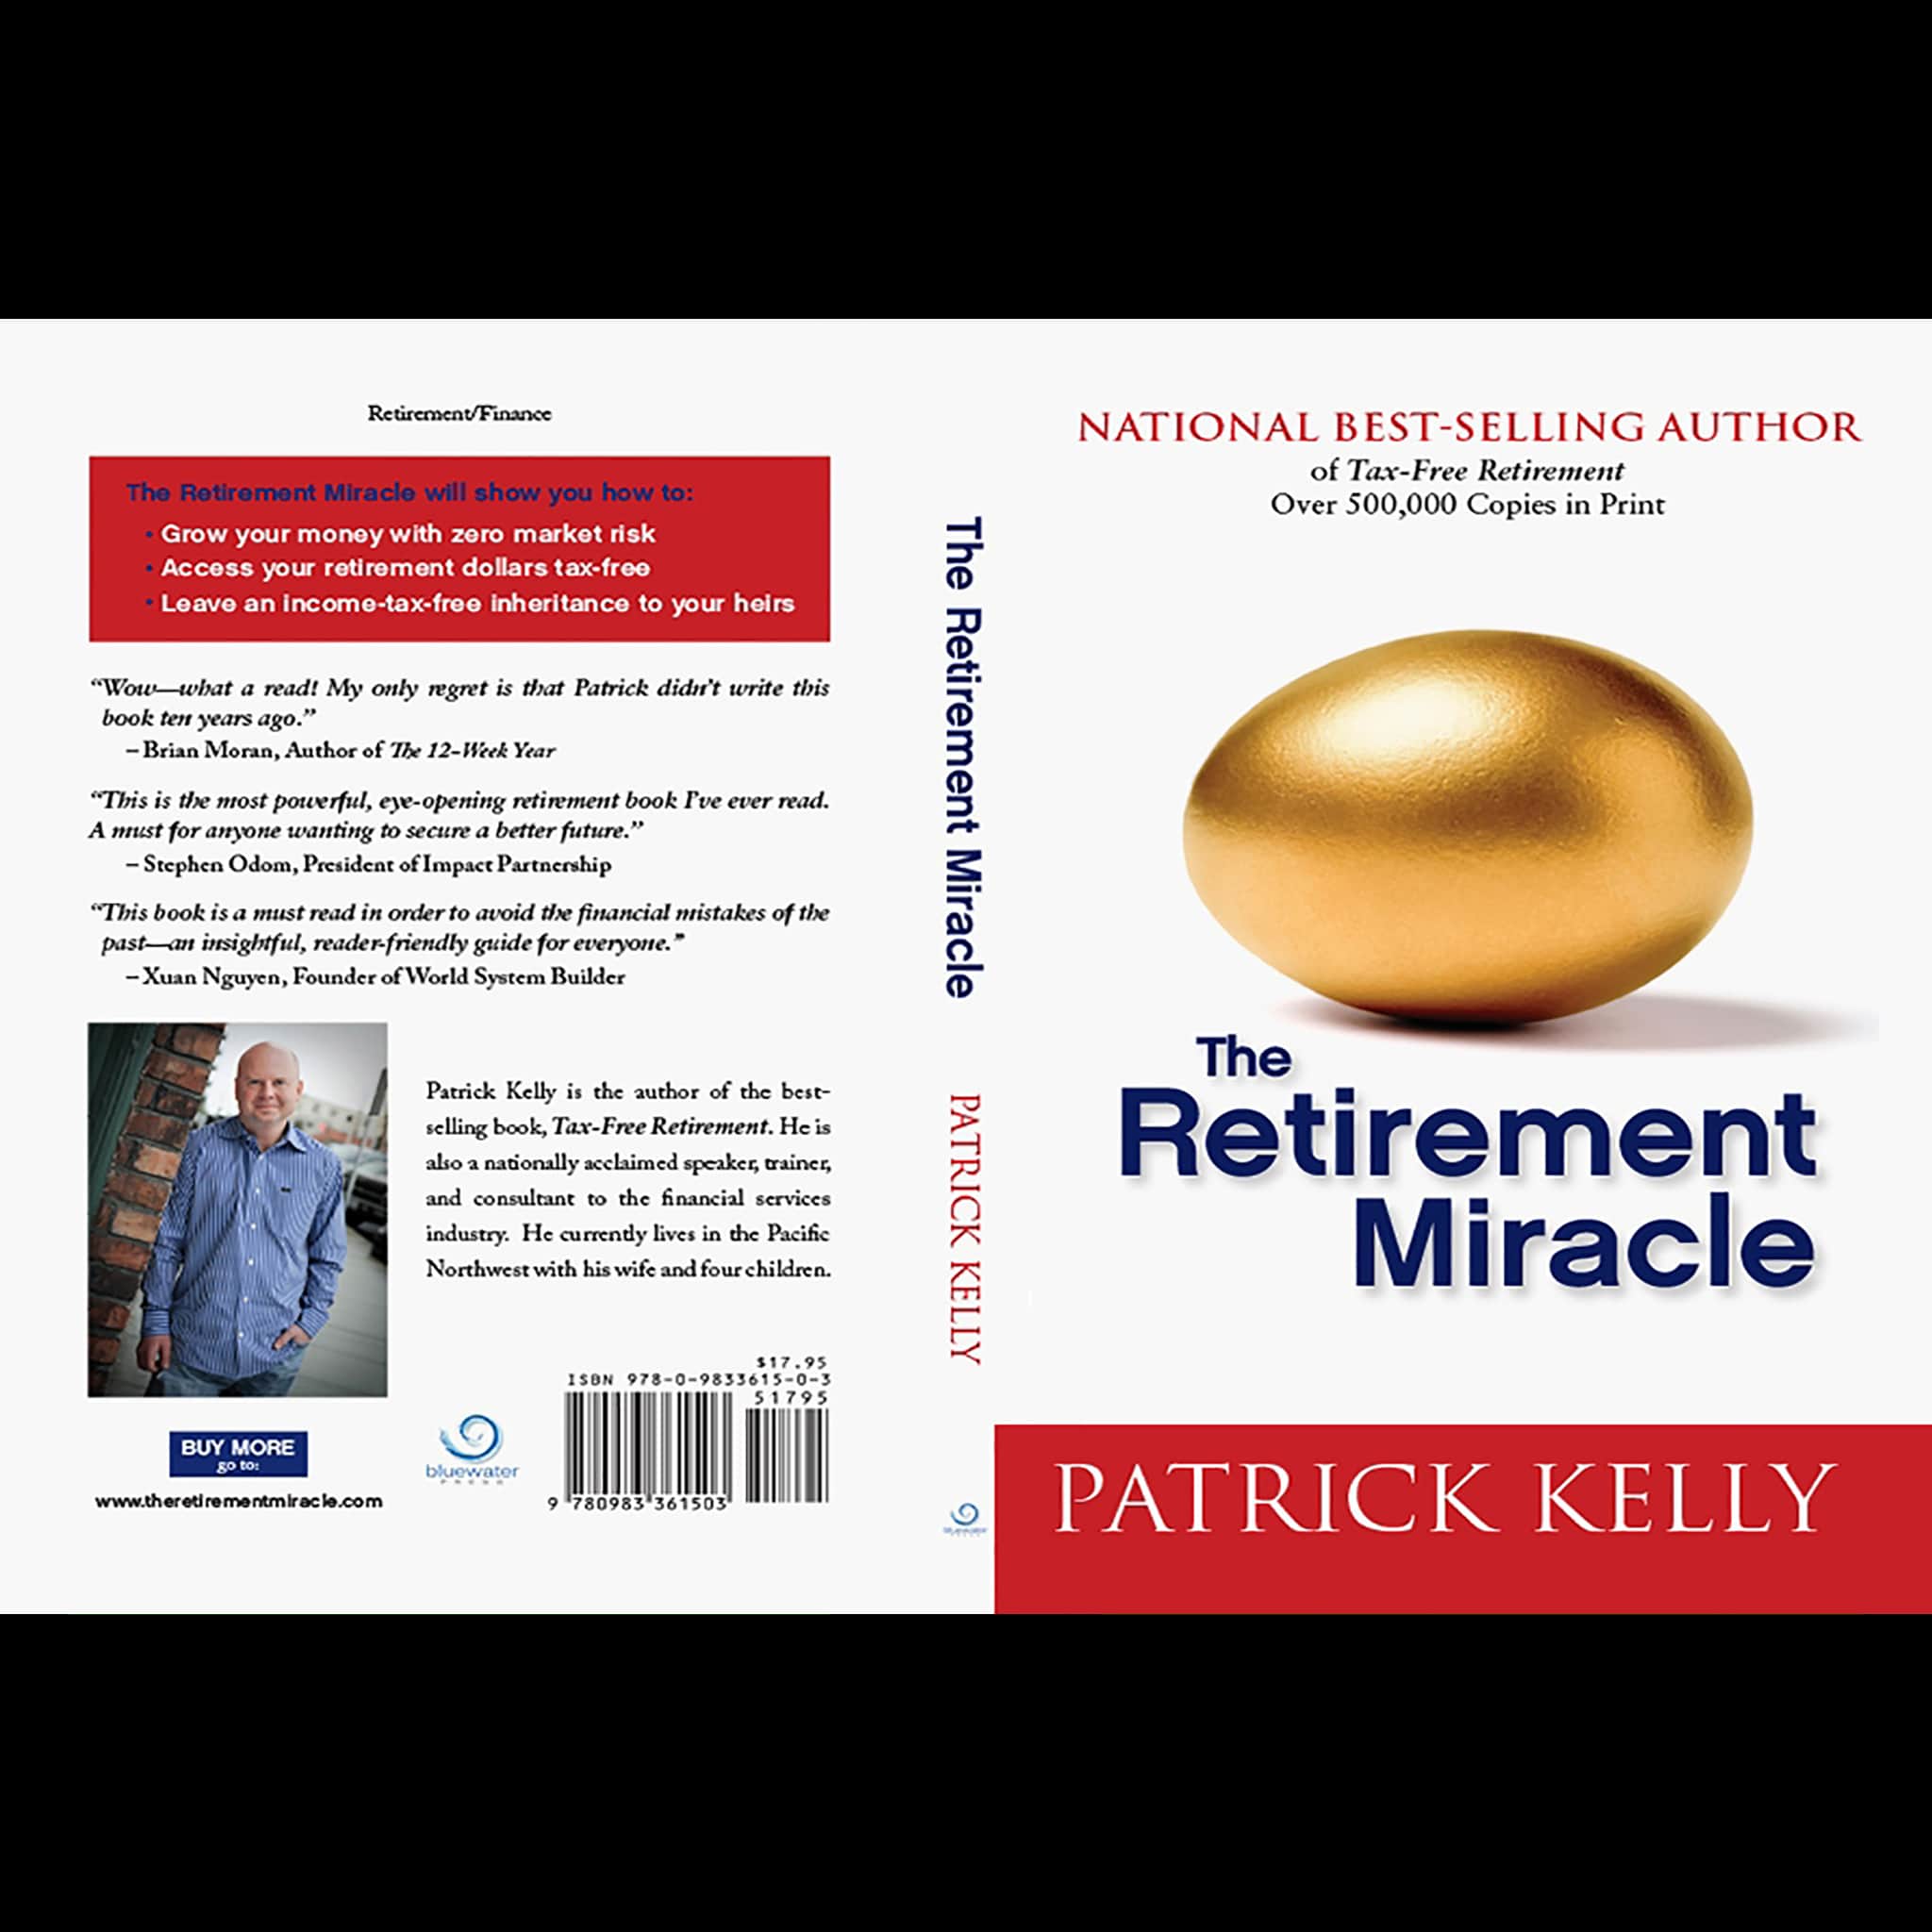 Retirement/Finance
The Retirement Miracle will show you how to:
• Grow your money with zero market risk
• Access your retirement dollars tax-free
• Leave an income-tax-free inheritance to your heirs
“Wow—what a read! My only regret is that Patrick didn’t write this
book ten years ago.”
– Brian Moran, Author of The 12-Week Year
“This is the most powerful, eye-opening retirement book I’ve ever read.
A must for anyone wanting to secure a better future.”
– Stephen Odom, President of Impact Partnership
“This book is a must read in order to avoid the financial mistakes of the
past—an insightful, reader-friendly guide for everyone.”
– Xuan Nguyen, Founder of World System Builder
Patrick Kelly is the author of the best-
selling book, Tax-Free Retirement. He is
also a nationally acclaimed speaker, trainer,
and consultant to the financial services
industry. He currently lives in the Pacific
Northwest with his wife and four children.
BUY MORE
go to:
www.theretirementmiracle.com
bluewater
PRESS
$17.95
ISBN 978-0-9833615-0-3
51795
9 780983 361503
The Retirement Miracle
PATRICK KELLY
bluewater
NATIONAL BEST-SELLING AUTHOR
of Tax-Free Retirement
Over 500,000 Copies in Print
The
Retirement
Miracle
PATRICK KELLY